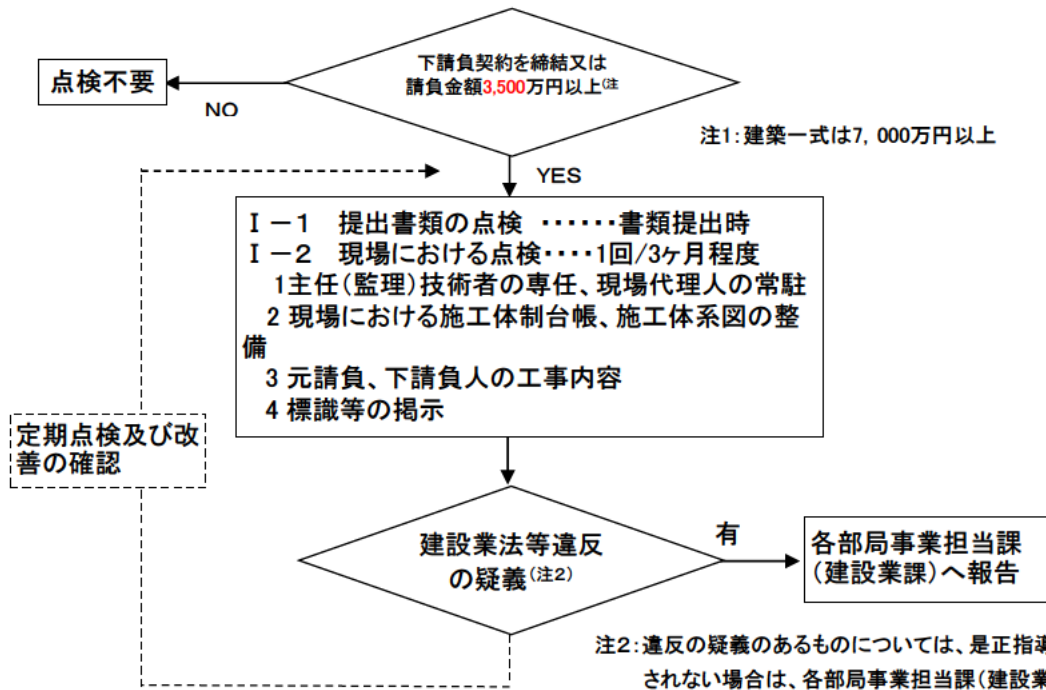 下請負契約を締結又は
請負金額3,500万円以上(注
点検不要
NO
注1:建築一式は7,000万円以上
YES
Ⅰ-1 提出書類の点検 ・・・・・・書類提出時
Ⅰ-2 現場における点検・・・・1回/3ヶ月程度
1主任(監理)技術者の専任、現場代理人の常駐
2 現場における施工体制台帳、施工体系図の整
備
3 元請負、下請負人の工事内容
4 標識等の掲示
定期点検及び改
善の確認
建設業法等違反
の疑義(注2)
有
各部局事業担当課
(建設業課)へ報告
注2:違反の疑義のあるものについては、是正指導
されない場合は、各部局事業担当課(建設業